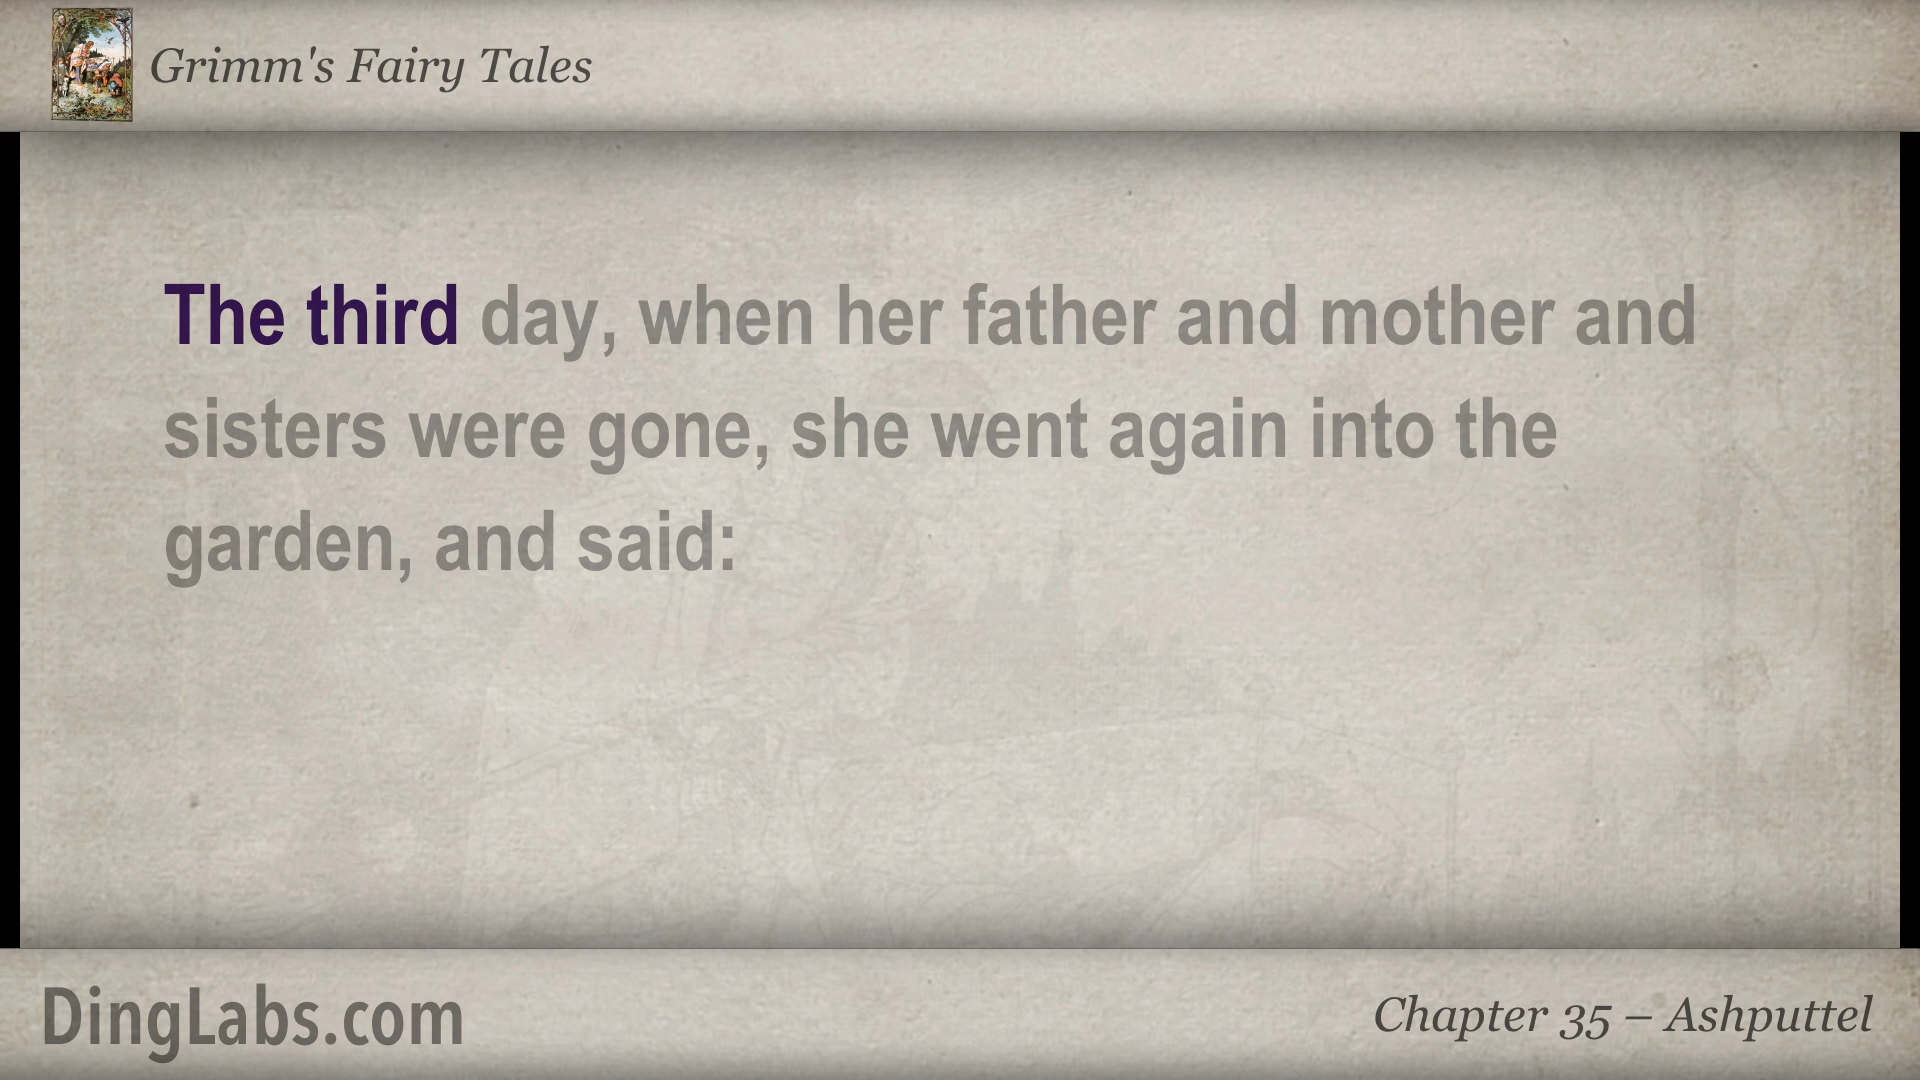 Grimm's Fairy Tales
The third day, when her father and mother and
sisters were gone, she went again into the
garden, and said:
DingLabs.com
Chapter 35 – Ashputtel